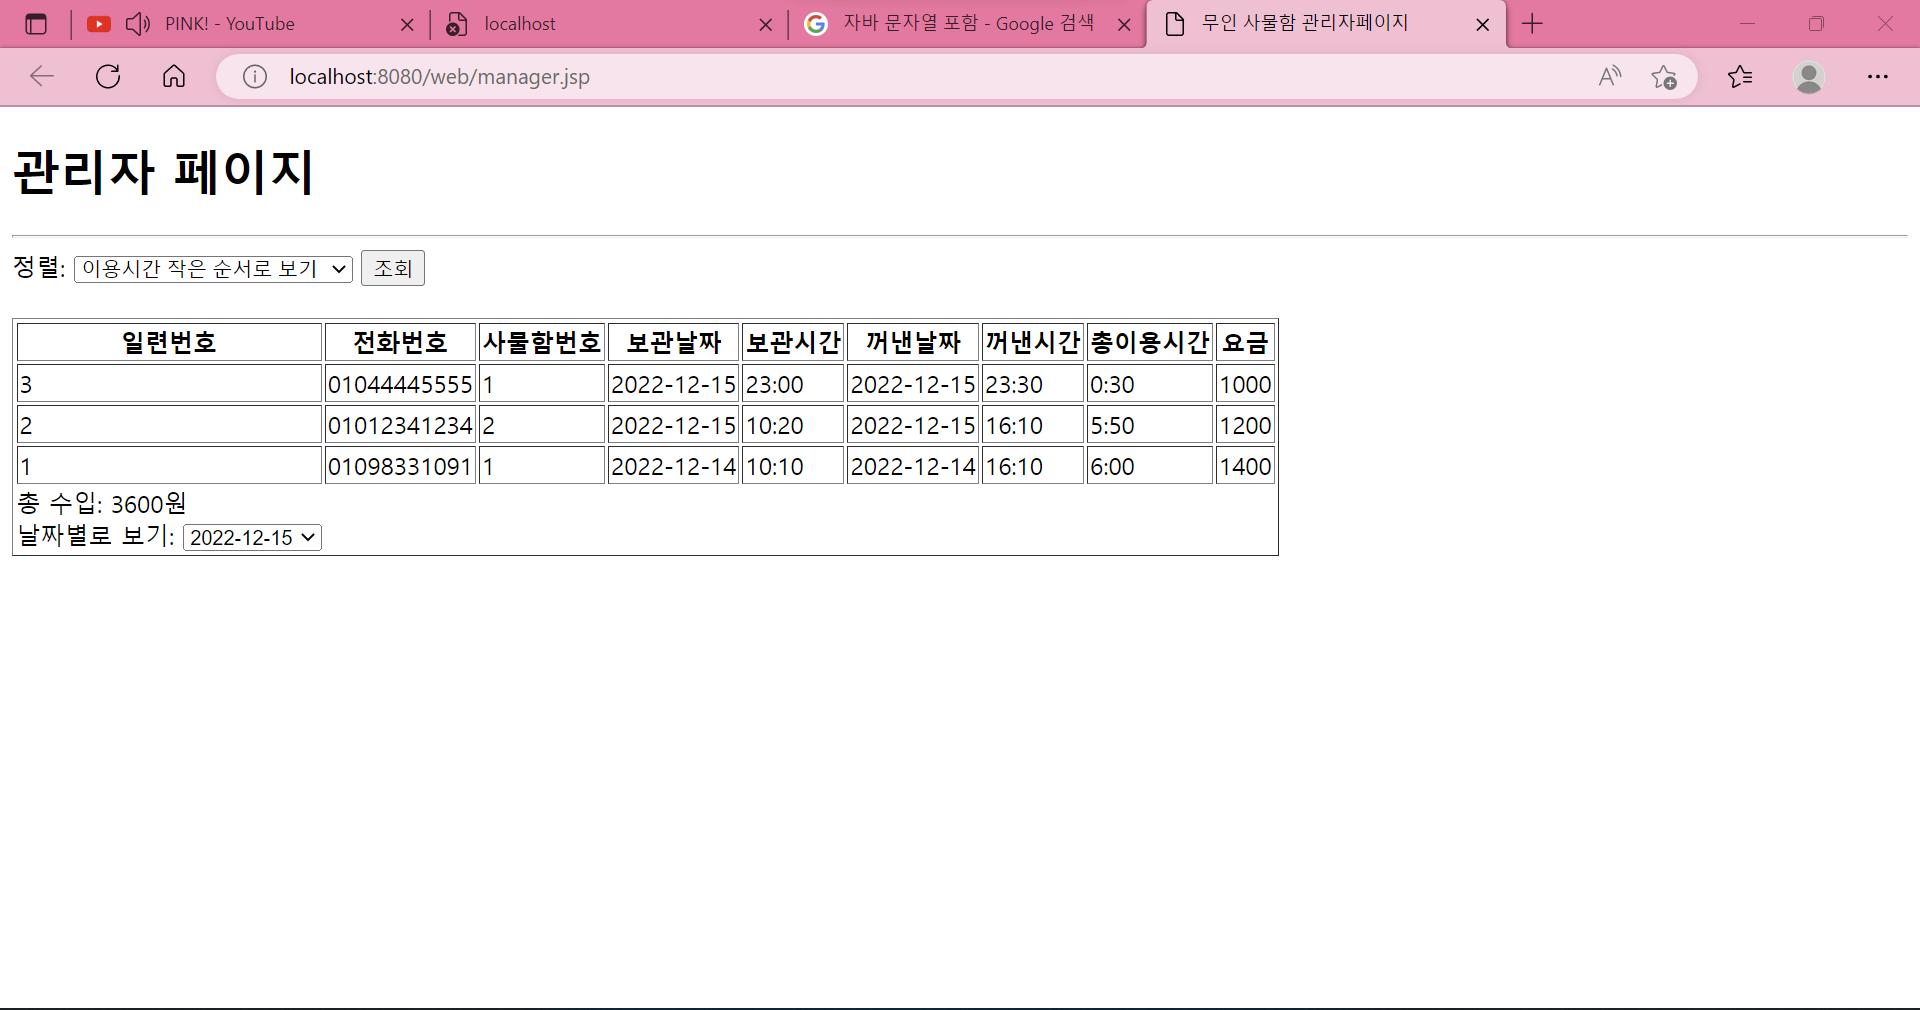 PINK! - YouTube
localhost
자바 문자열 포함 - Google 검색
무인 사물함 관리자페이지
localhost:8080/web/manager.jsp
관리자 페이지
정렬: 이용시간 작은 순서로 보기 조회
일련번호 전화번호 사물함번호 보관날짜 보관시간 꺼낸날짜 꺼낸시간 총이용시간 요금
3 01044445555 1 2022-12-15 23:00 2022-12-15 23:30 0:30 1000
2 01012341234 2 2022-12-15 10:20 2022-12-15 16:10 5:50 1200
1 01098331091 1 2022-12-14 10:10 2022-12-14 16:10 6:00 1400
총 수입: 3600원
날짜별로 보기: 2022-12-15